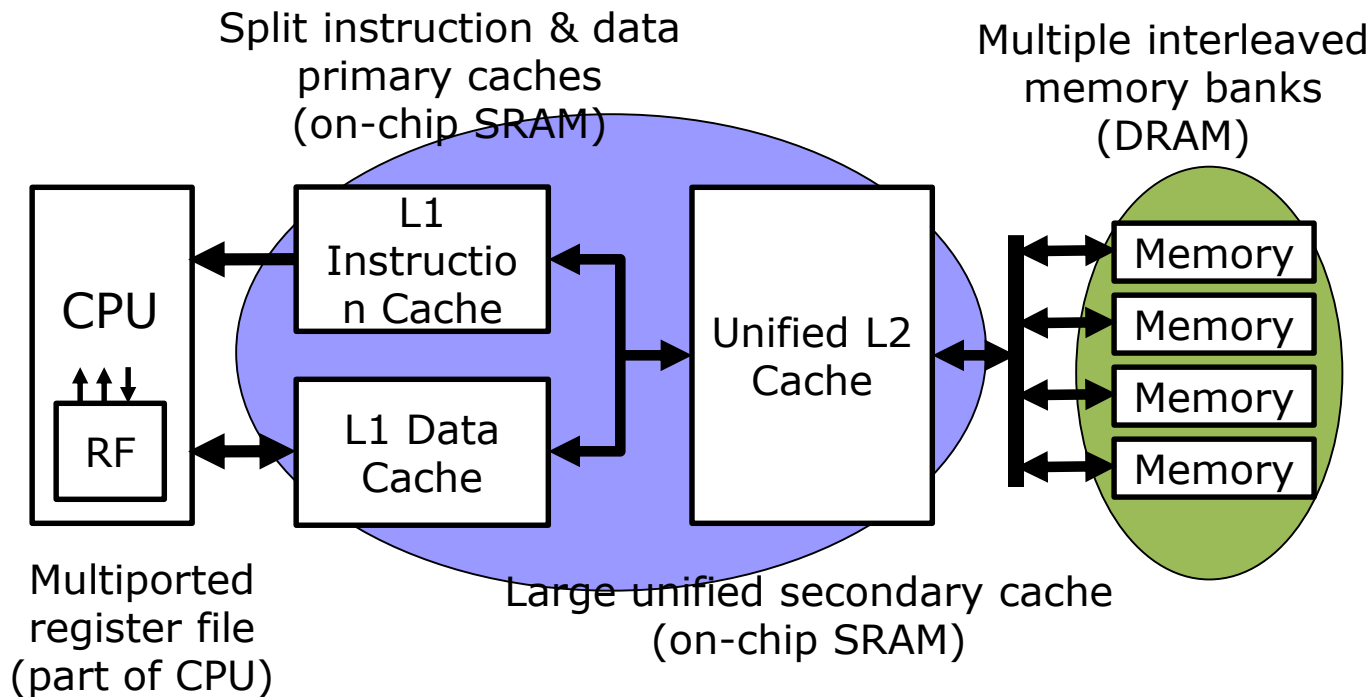 Split instruction & data
primary caches
(on-chip SRAM)
Multiple interleaved
memory banks
(DRAM)
CPU
RF
L1
Instructio
n Cache
L1 Data
Cache
Unified L2
Cache
Memory
Memory
Memory
Memory
Multiported
register file
(part of CPU)
Large unified secondary cache
(on-chip SRAM)